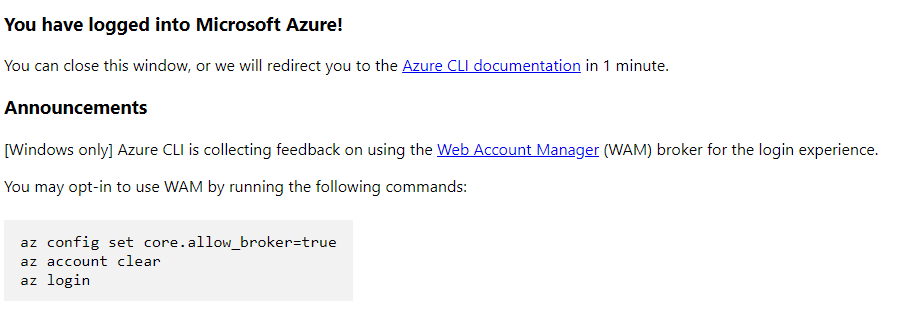 You have logged into Microsoft Azure!
You can close this window, or we will redirect you to the Azure CLI documentation in 1 minute.
Announcements
[Windows only] Azure CLI is collecting feedback on using the Web Account Manager (WAM) broker for the login experience.
You may opt-in to use WAM by running the following commands:
az config set core.allow_broker=true
az account clear
az login